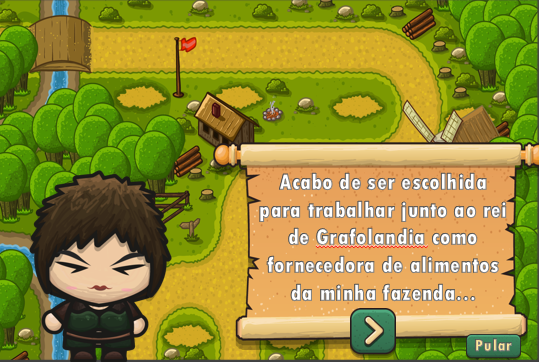 Acabo de ser escolhida
para trabalhar junto ao rei
de Grafolandia como
fornecedora de alimentos
da minha fazenda...
Pular